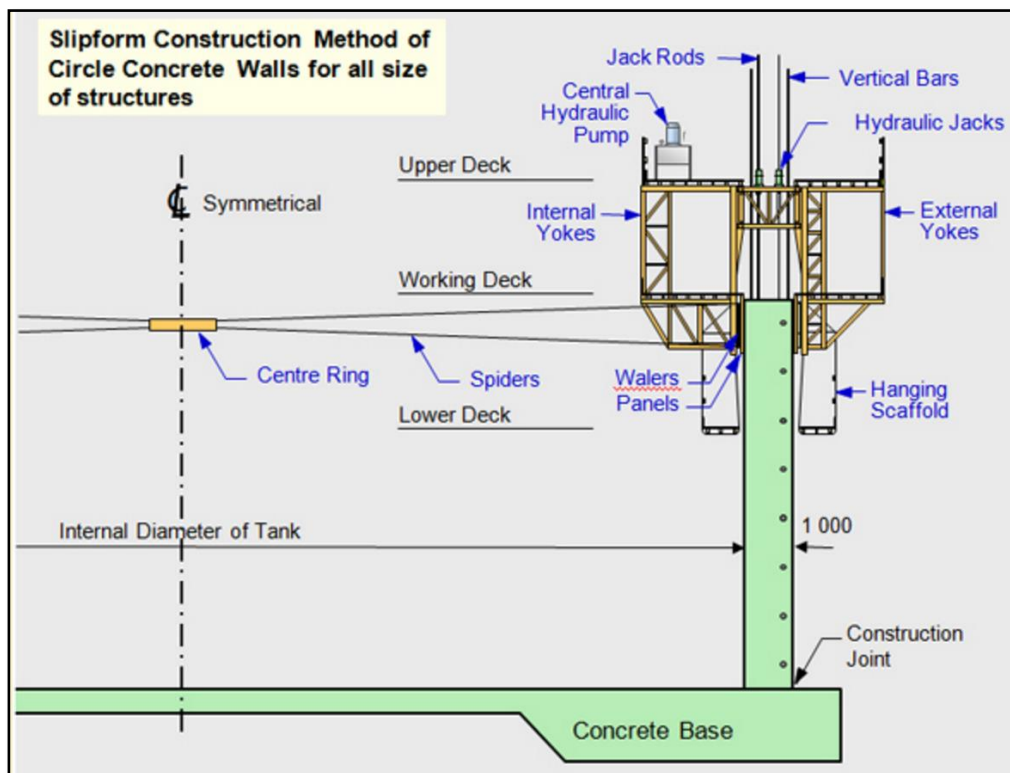 Slipform Construction Method of
Circle Concrete Walls for all size
of structures
Jack Rods
Vertical Bars
Central
Hydraulic
Pump
Hydraulic Jacks
Upper Deck
℄ Symmetrical
Internal
Yokes
External
Yokes
Working Deck
Centre Ring
Spiders
Walers
Panels
Hanging
Scaffold
Lower Deck
Internal Diameter of Tank
1 000
Construction
Joint
Concrete Base